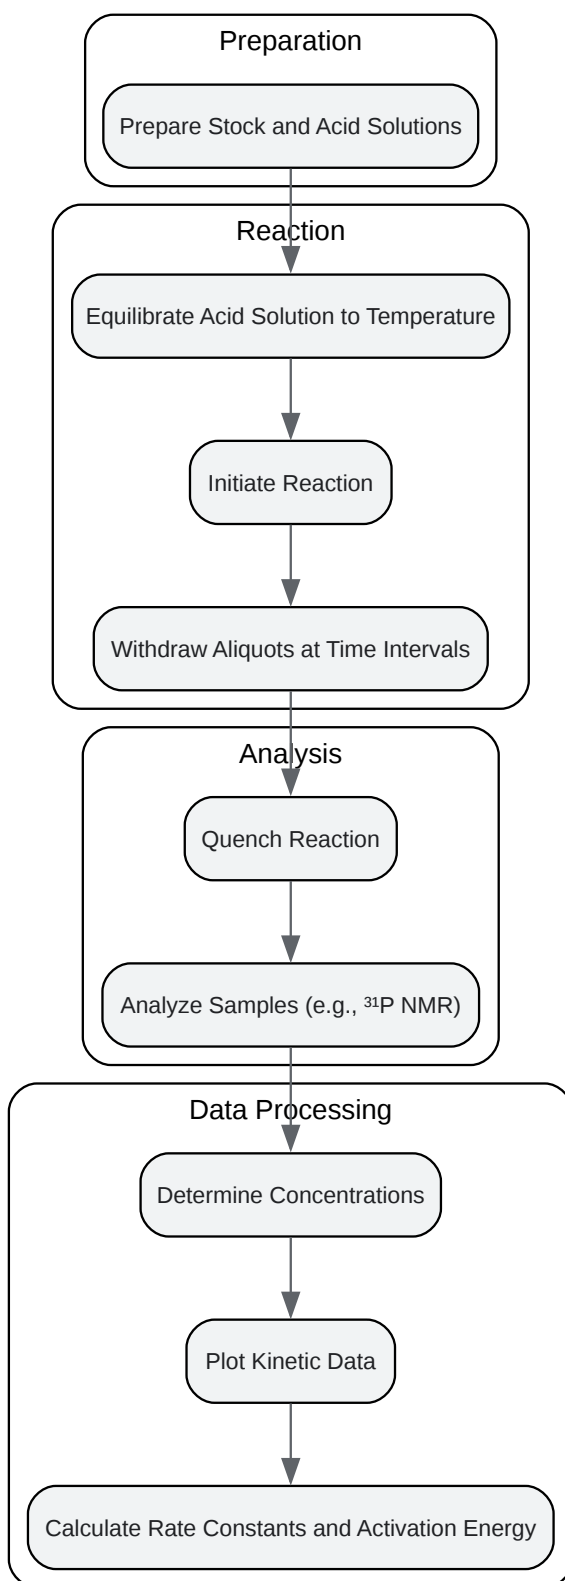 Preparation
Prepare Stock and Acid Solutions
Reaction
Equilibrate Acid Solution to Temperature
Initiate Reaction
Withdraw Aliquots at Time Intervals
Analysis
Quench Reaction
Analyze Samples (e.g., ³¹P NMR)
Data Processing
Determine Concentrations
Plot Kinetic Data
Calculate Rate Constants and Activation Energy